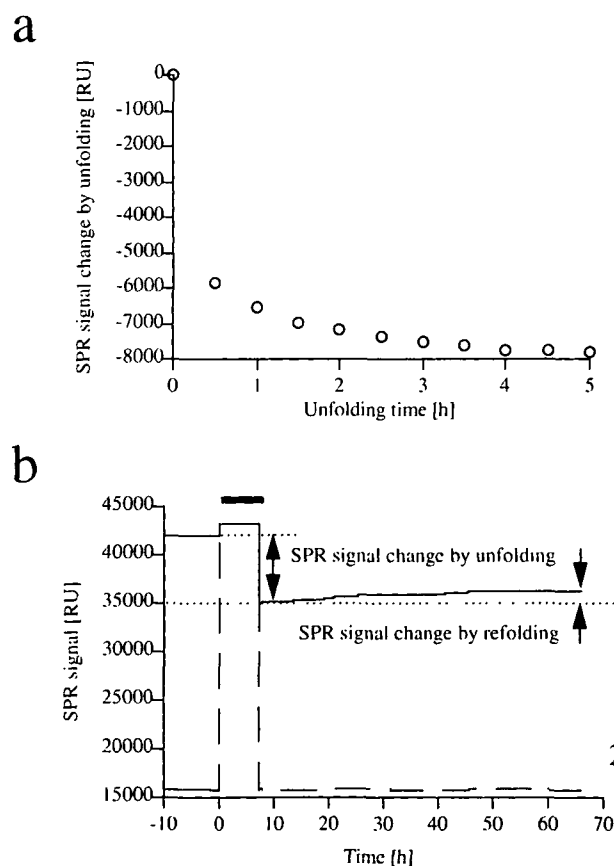 a
SPR signal change by unfolding [RU]
0
-1000
-2000
-3000
-4000
-5000
-6000
-7000
-8000
0 1 2 3 4 5
Unfolding time [h]
b
SPR signal [RU]
45000
40000
35000
30000
25000
20000
15000
SPR signal change by unfolding
SPR signal change by refolding
2
-10 0 10 20 30 40 50 60 70
Time [h]